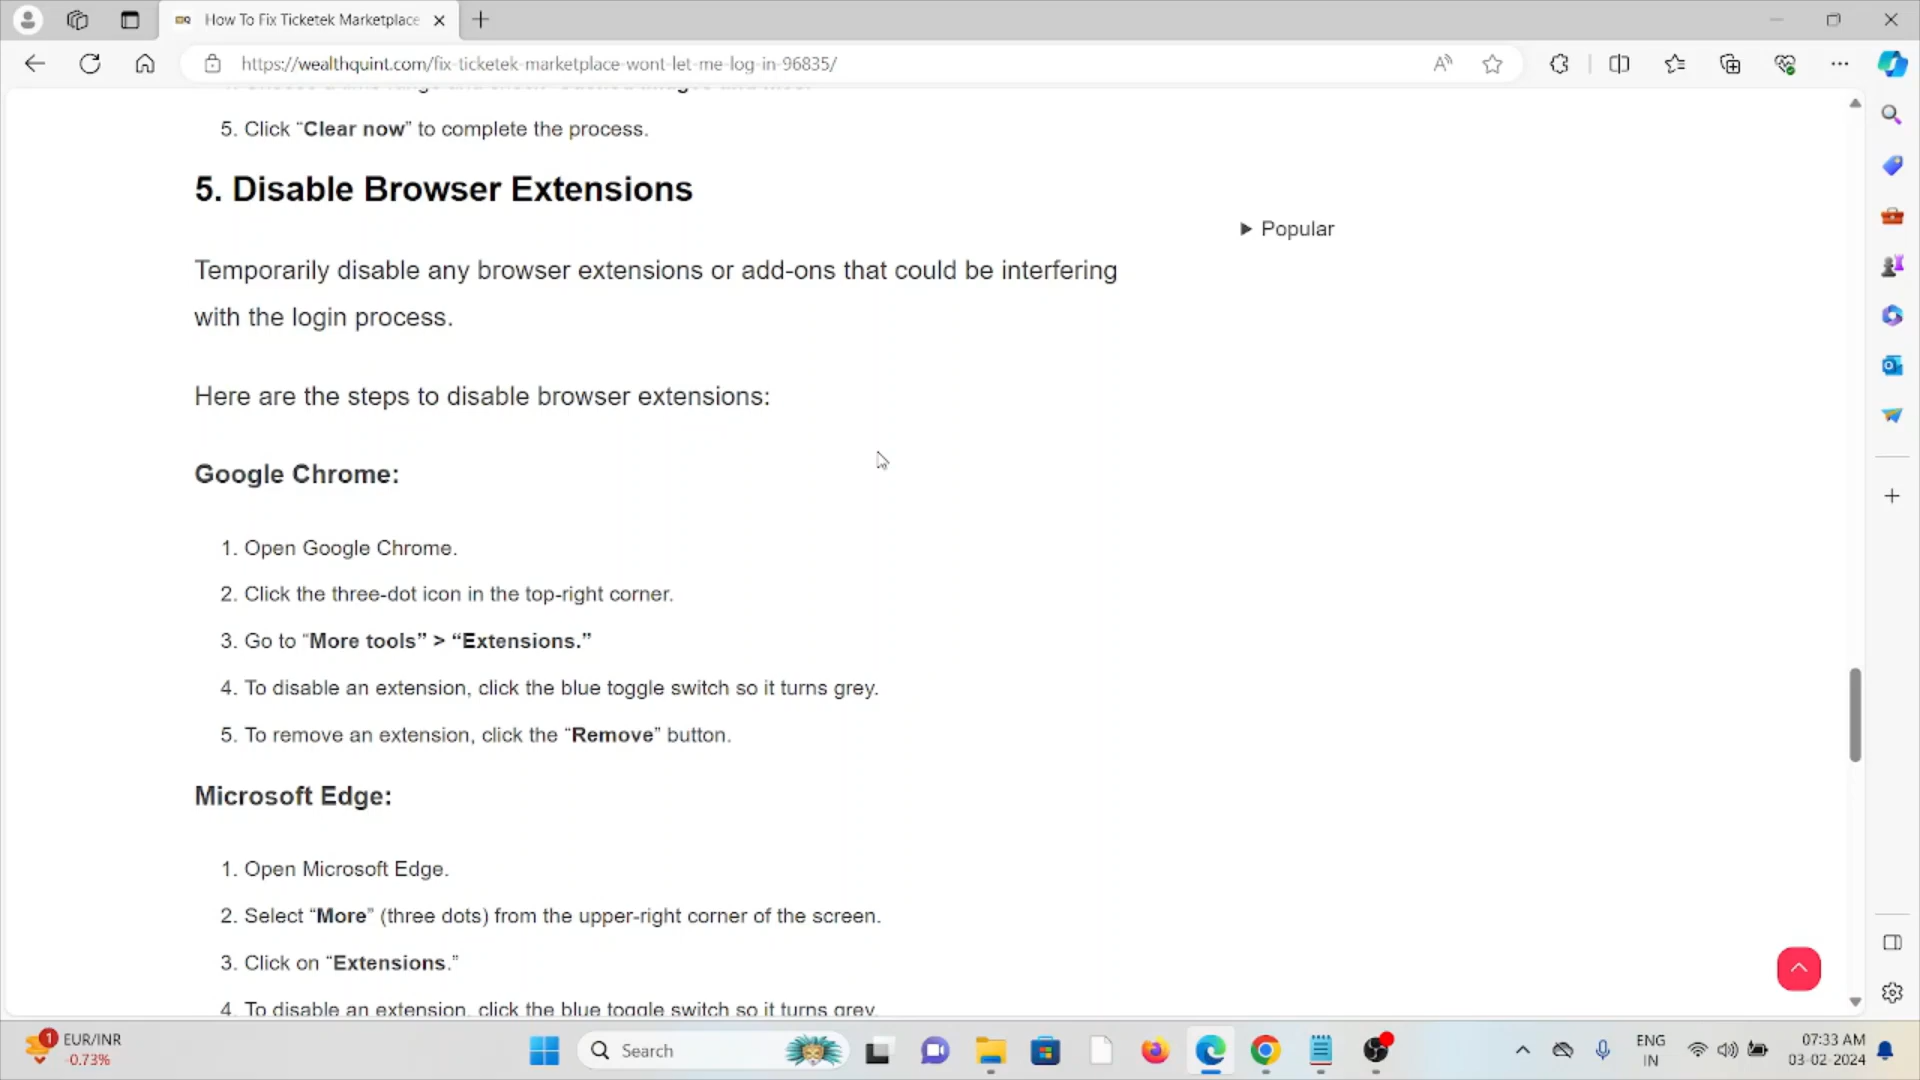 How To Fix Ticketek Marketplace
https://wealthquint.com/fix-ticketek-marketplace-wont-let-me-log-in-96835/
5. Click “Clear now” to complete the process.
5. Disable Browser Extensions
Popular
Temporarily disable any browser extensions or add-ons that could be interfering
with the login process.
Here are the steps to disable browser extensions:
Google Chrome:
1. Open Google Chrome.
2. Click the three-dot icon in the top-right corner.
3. Go to “More tools” > “Extensions.”
4. To disable an extension, click the blue toggle switch so it turns grey.
5. To remove an extension, click the “Remove” button.
Microsoft Edge:
1. Open Microsoft Edge.
2. Select “More” (three dots) from the upper-right corner of the screen.
3. Click on “Extensions.”
4. To disable an extension, click the blue toggle switch so it turns grey.
1
EUR/INR
-0.73%
Search
ENG
IN
07:33 AM
03-02-2024